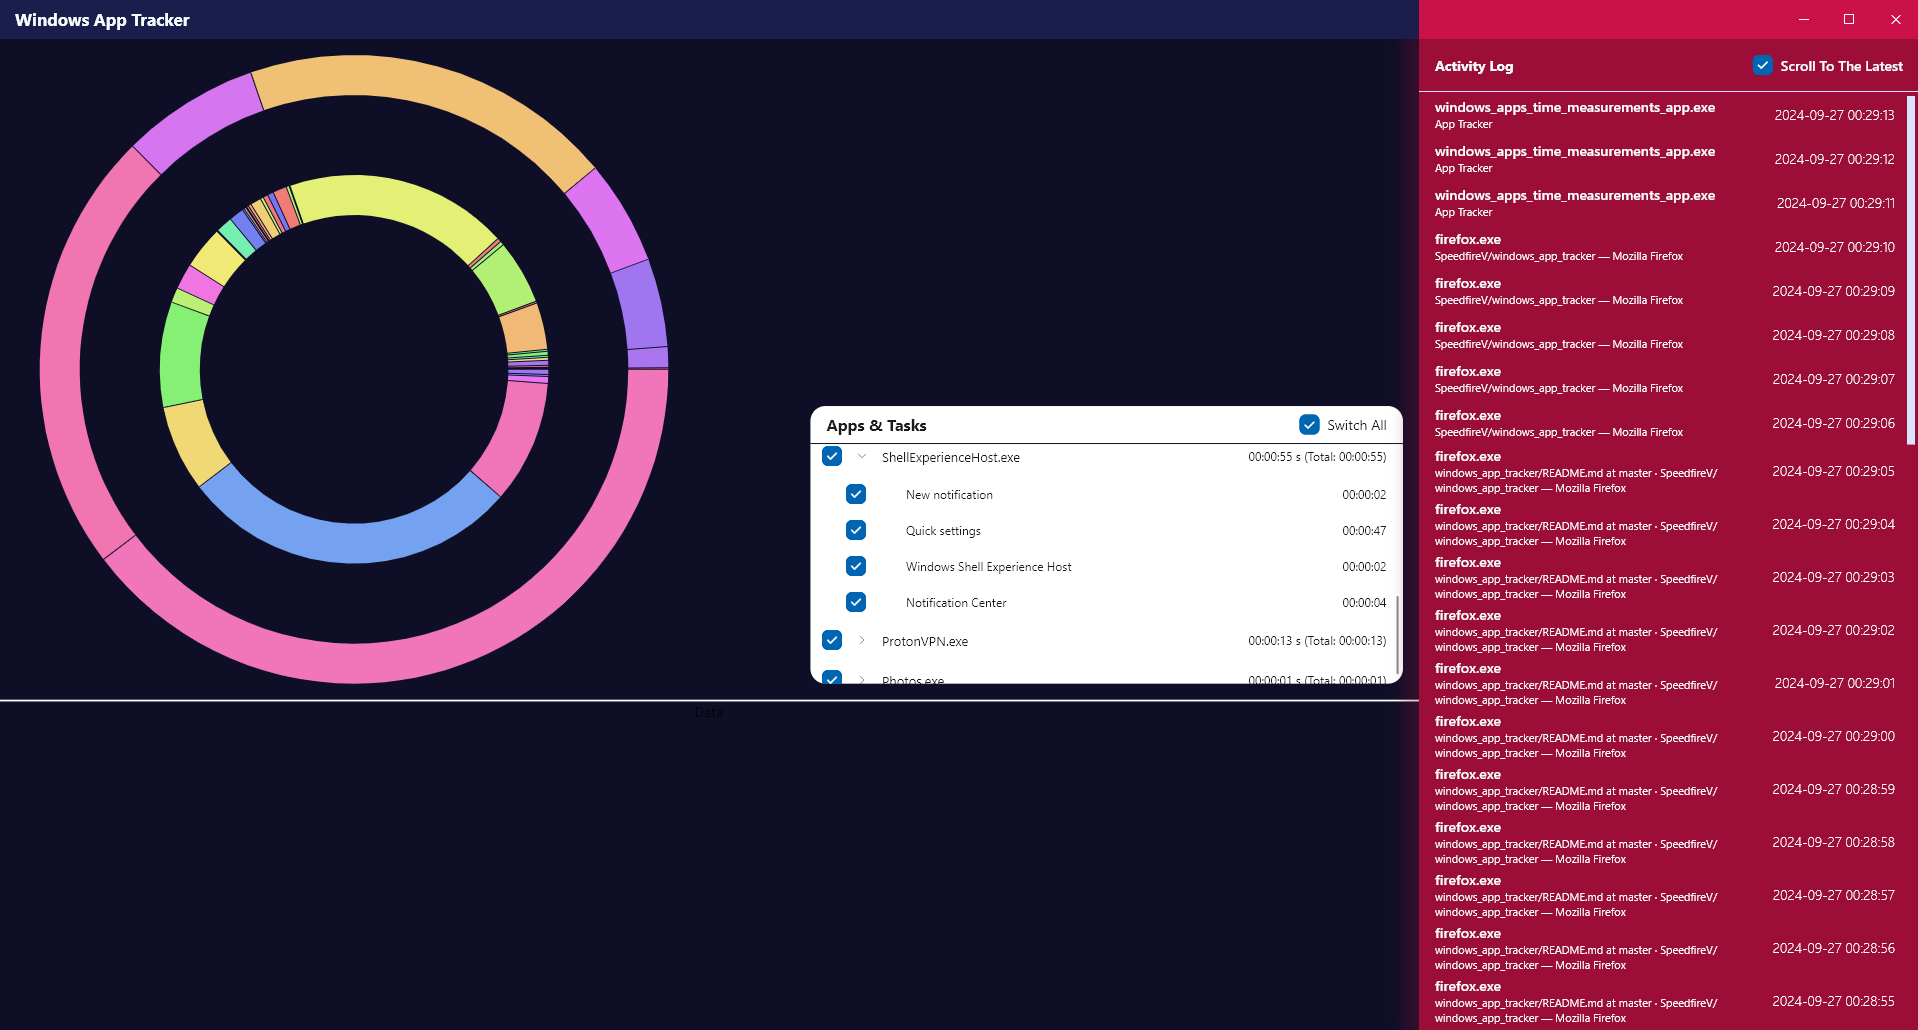 Windows App Tracker
Apps & Tasks
Switch All
ShellExperienceHost.exe
00:00:55 s (Total: 00:00:55)
New notification
00:00:02
Quick settings
00:00:47
Windows Shell Experience Host
00:00:02
Notification Center
00:00:04
ProtonVPN.exe
00:00:13 s (Total: 00:00:13)
Photos.exe
00:00:01 s (Total: 00:00:01)
Data
Activity Log
Scroll To The Latest
windows_apps_time_measurements_app.exe
App Tracker
2024-09-27 00:29:13
windows_apps_time_measurements_app.exe
App Tracker
2024-09-27 00:29:12
windows_apps_time_measurements_app.exe
App Tracker
2024-09-27 00:29:11
firefox.exe
SpeedfireV/windows_app_tracker — Mozilla Firefox
2024-09-27 00:29:10
firefox.exe
SpeedfireV/windows_app_tracker — Mozilla Firefox
2024-09-27 00:29:09
firefox.exe
SpeedfireV/windows_app_tracker — Mozilla Firefox
2024-09-27 00:29:08
firefox.exe
SpeedfireV/windows_app_tracker — Mozilla Firefox
2024-09-27 00:29:07
firefox.exe
SpeedfireV/windows_app_tracker — Mozilla Firefox
2024-09-27 00:29:06
firefox.exe
windows_app_tracker/README.md at master · SpeedfireV/
windows_app_tracker — Mozilla Firefox
2024-09-27 00:29:05
firefox.exe
windows_app_tracker/README.md at master · SpeedfireV/
windows_app_tracker — Mozilla Firefox
2024-09-27 00:29:04
firefox.exe
windows_app_tracker/README.md at master · SpeedfireV/
windows_app_tracker — Mozilla Firefox
2024-09-27 00:29:03
firefox.exe
windows_app_tracker/README.md at master · SpeedfireV/
windows_app_tracker — Mozilla Firefox
2024-09-27 00:29:02
firefox.exe
windows_app_tracker/README.md at master · SpeedfireV/
windows_app_tracker — Mozilla Firefox
2024-09-27 00:29:01
firefox.exe
windows_app_tracker/README.md at master · SpeedfireV/
windows_app_tracker — Mozilla Firefox
2024-09-27 00:29:00
firefox.exe
windows_app_tracker/README.md at master · SpeedfireV/
windows_app_tracker — Mozilla Firefox
2024-09-27 00:28:59
firefox.exe
windows_app_tracker/README.md at master · SpeedfireV/
windows_app_tracker — Mozilla Firefox
2024-09-27 00:28:58
firefox.exe
windows_app_tracker/README.md at master · SpeedfireV/
windows_app_tracker — Mozilla Firefox
2024-09-27 00:28:57
firefox.exe
windows_app_tracker/README.md at master · SpeedfireV/
windows_app_tracker — Mozilla Firefox
2024-09-27 00:28:56
firefox.exe
windows_app_tracker/README.md at master · SpeedfireV/
windows_app_tracker — Mozilla Firefox
2024-09-27 00:28:55